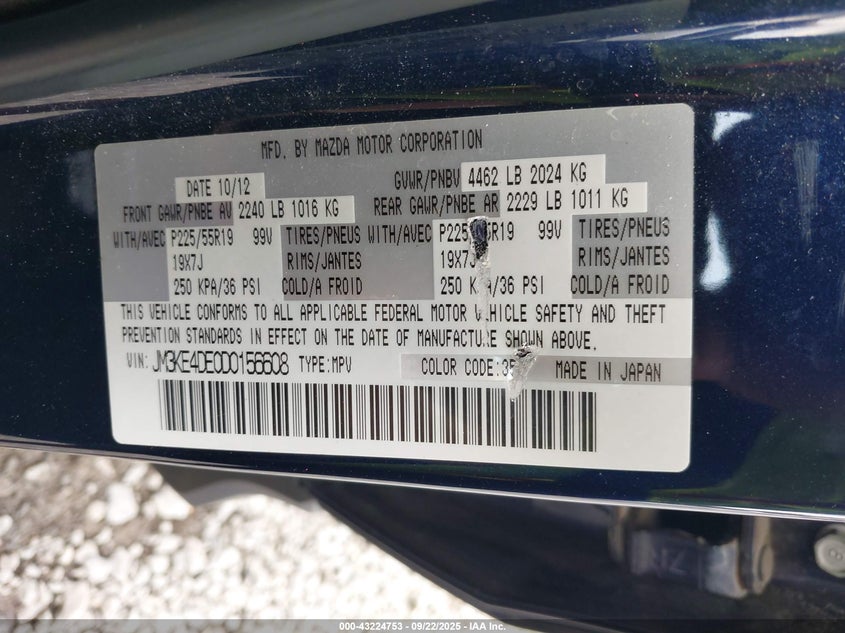 MFD. BY MAZDA MOTOR CORPORATION
DATE 10/12 GVWR/PNBV 4462 LB 2024 KG
FRONT GAWR/PNBE AV 2240 LB 1016 KG REAR GAWR/PNBE AR 2229 LB 1011 KG
WITH/AVEC P225/55R19 99V TIRES/PNEUS WITH/AVEC P225/55R19 99V TIRES/PNEUS
19X7J RIMS/JANTES 19X7J RIMS/JANTES
250 KPA/36 PSI COLD/A FROID 250 KPA/36 PSI COLD/A FROID
THIS VEHICLE CONFORMS TO ALL APPLICABLE FEDERAL MOTOR VEHICLE SAFETY AND THEFT
PREVENTION STANDARDS IN EFFECT ON THE DATE OF MANUFACTURE SHOWN ABOVE.
VIN: JM3KE4DE0D0156608 TYPE:MPV COLOR CODE: MADE IN JAPAN
000-43224753 - 09/22/2025 - IAA Inc.